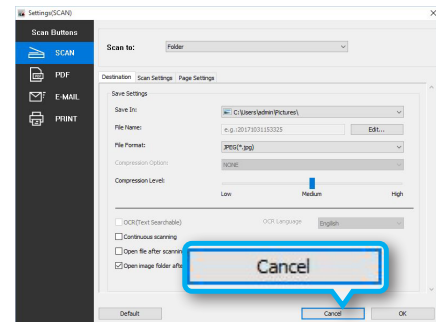 Settings(SCAN)
Scan Buttons
SCAN
PDF
E-MAIL
PRINT
Scan to:
Folder
Destination
Scan Settings
Page Settings
Save Settings
Save In:
C:\Users\admin\Pictures\
File Name:
e.g.:20171031153325
Edit...
File Format:
JPEG(*.jpg)
Compression Option:
NONE
Compression Level:
Low
Medium
High
OCR(Text Searchable)
OCR Language
English
Continuous scanning
Open file after scannin
Open image folder afte
Cancel
Default
Cancel
OK